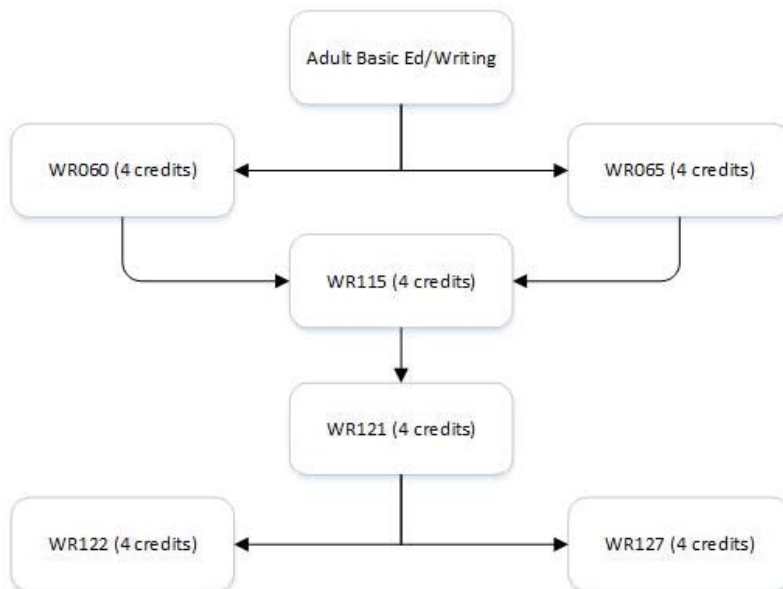 Adult Basic Ed/Writing
WR060 (4 credits)
WR065 (4 credits)
WR115 (4 credits)
WR121 (4 credits)
WR122 (4 credits)
WR127 (4 credits)